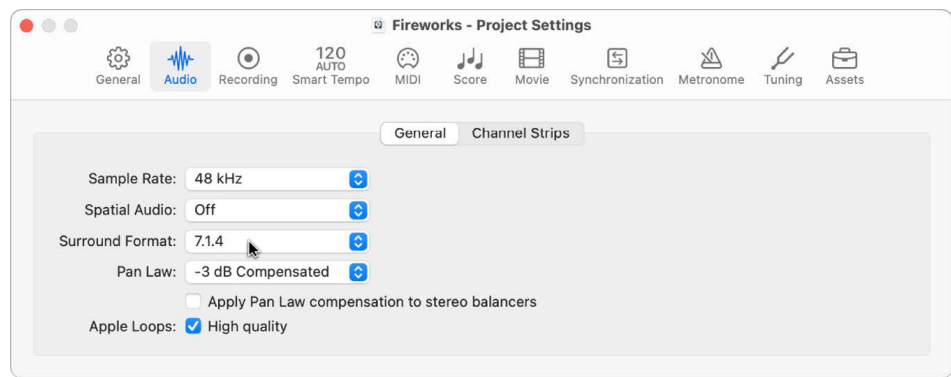 Fireworks - Project Settings
120
AUTO
General Audio Recording Smart Tempo MIDI Score Movie Synchronization Metronome Tuning Assets
General Channel Strips
Sample Rate: 48 kHz
Spatial Audio: Off
Surround Format: 7.1.4
Pan Law: -3 dB Compensated
Apply Pan Law compensation to stereo balancers
Apple Loops: High quality